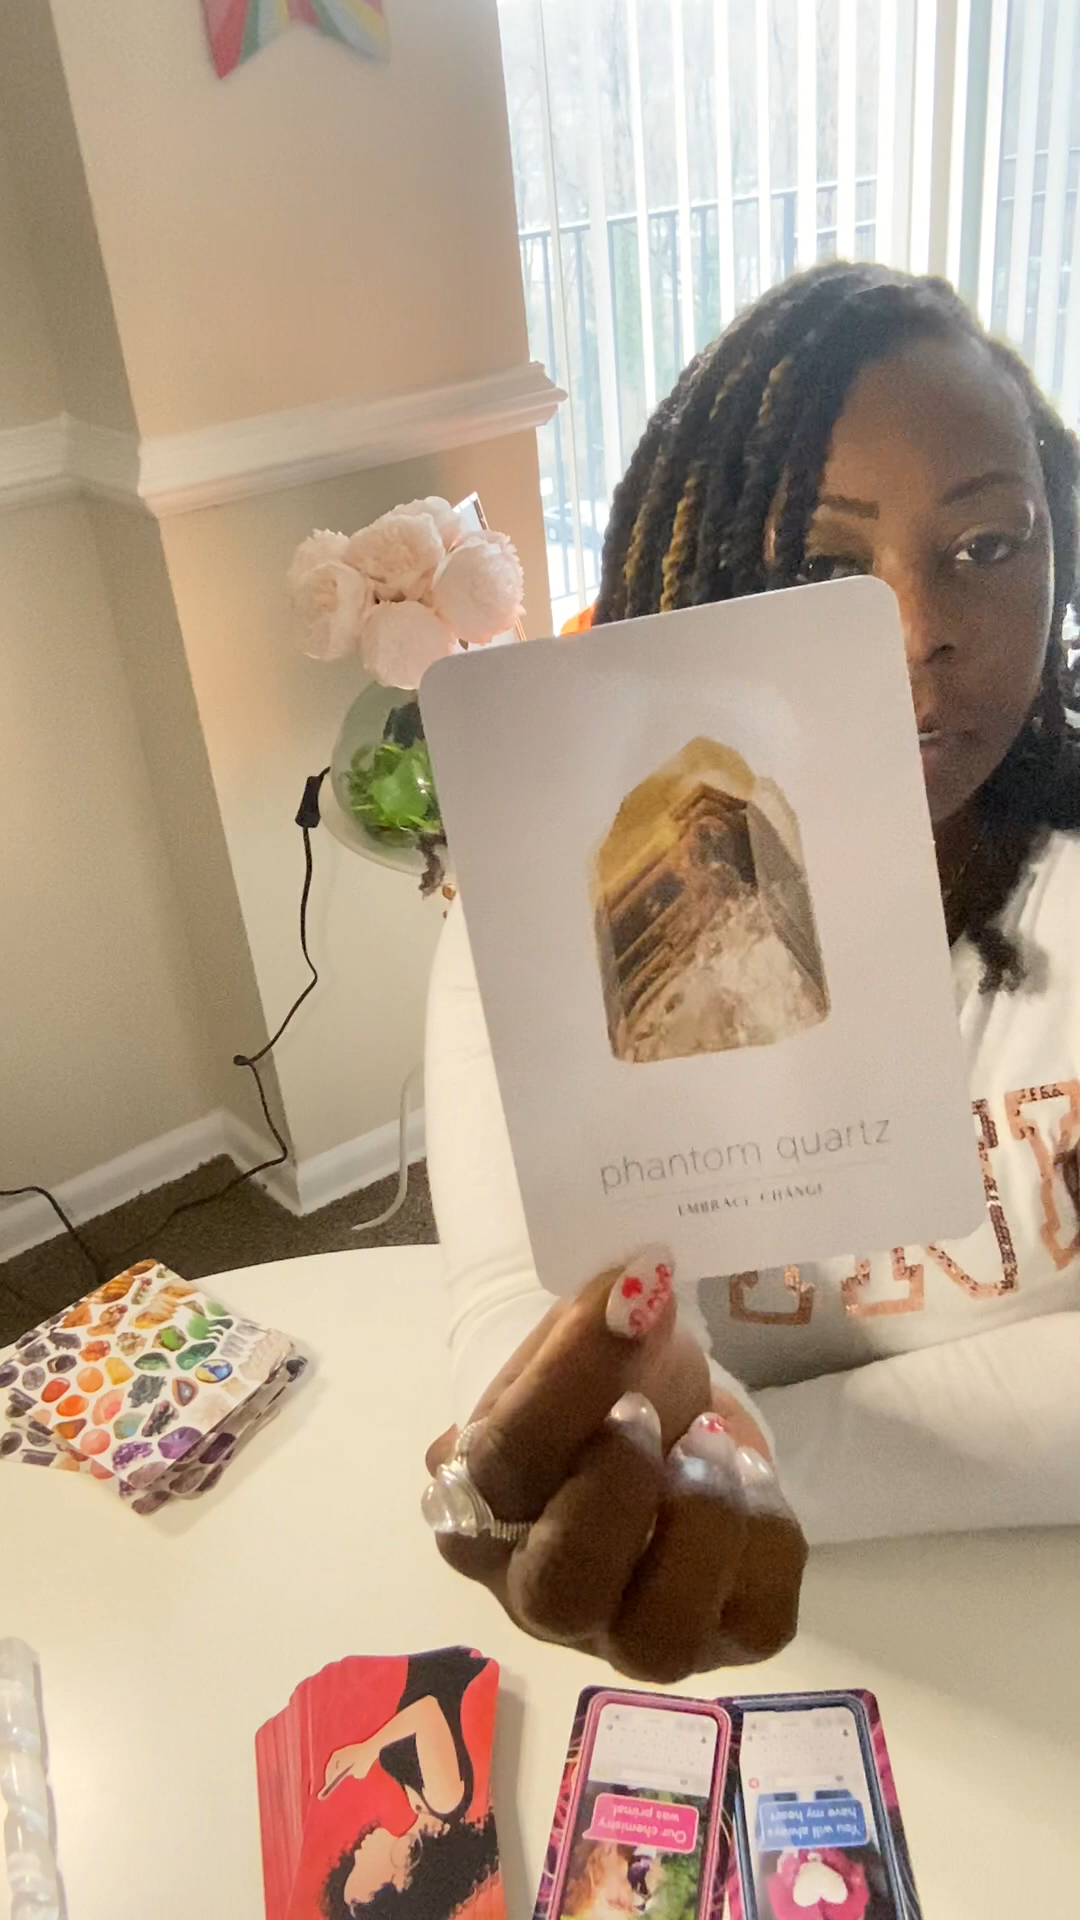 phantom quartz
EMBRACE CHANGE
Our chemistry
was primal
You will always
have my heart